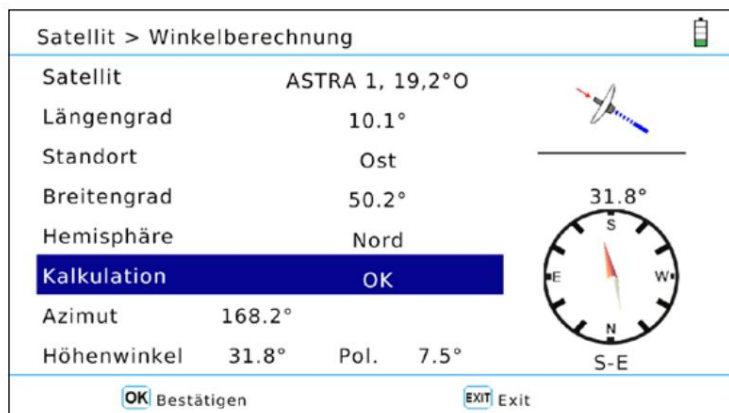 Satellit > Winkelberechnung
Satellit ASTRA 1, 19,2°O
Längengrad 10.1°
Standort Ost
Breitengrad 50.2°
Hemisphäre Nord
Kalkulation OK
Azimut 168.2°
Höhenwinkel 31.8° Pol. 7.5°
31.8°
S
E W
N
S-E
OK Bestätigen EXIT Exit